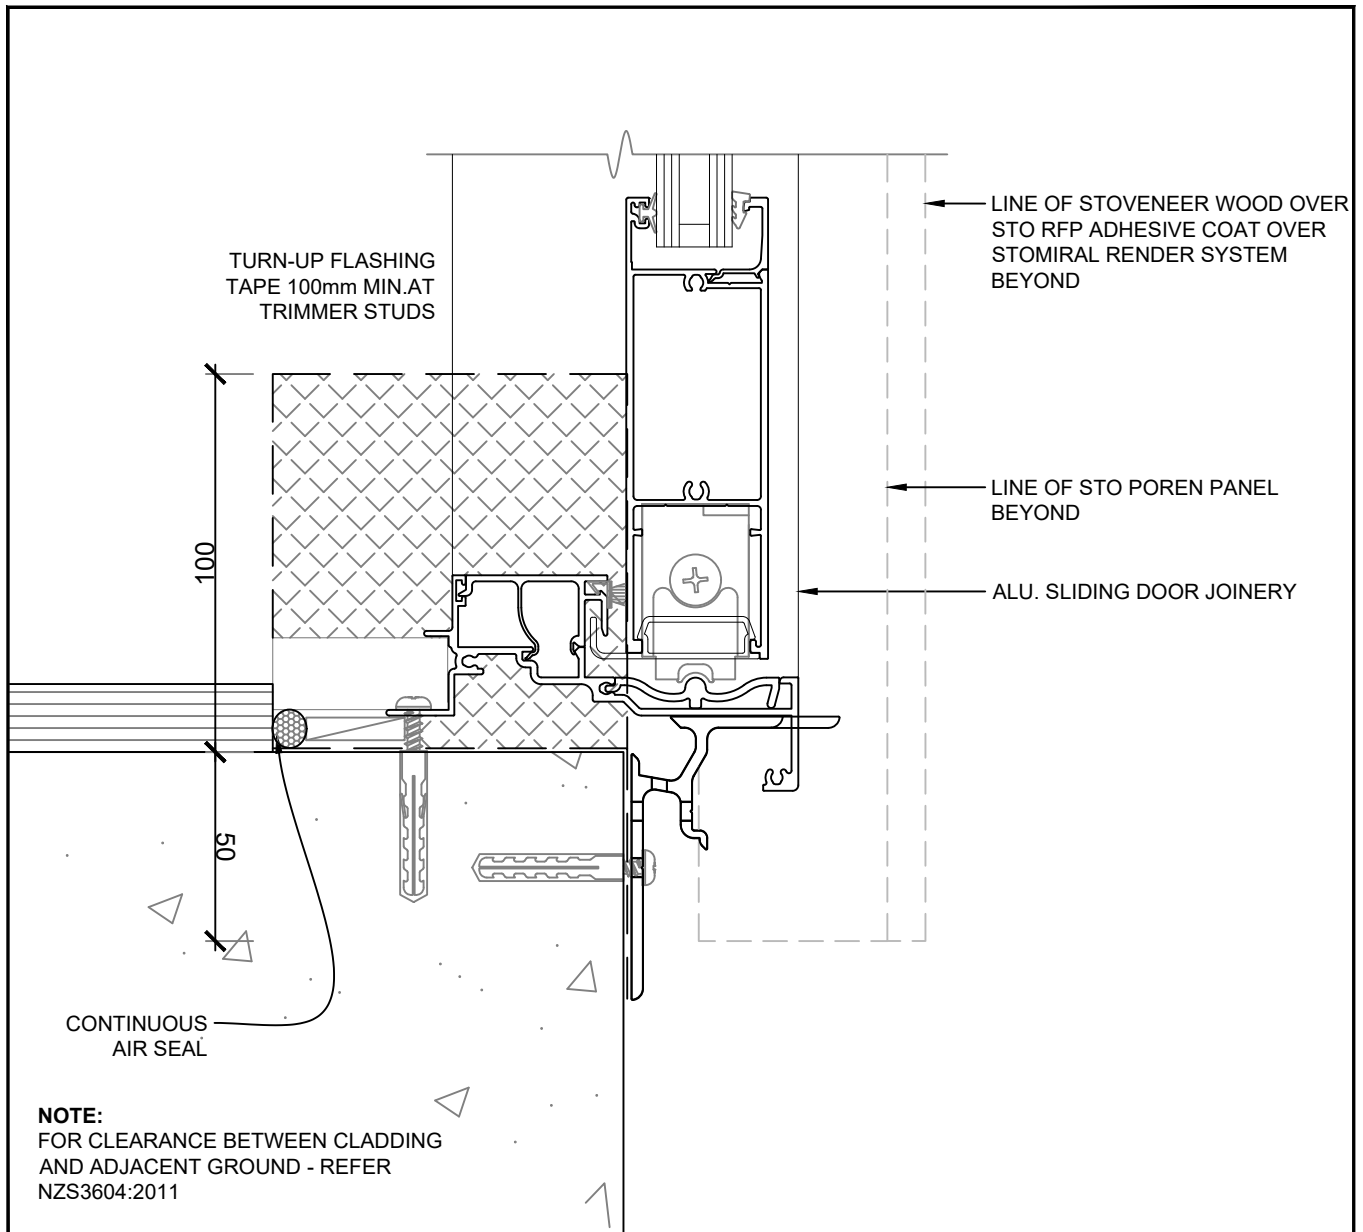 LINE OF STOVENEER WOOD OVER
STO RFP ADHESIVE COAT OVER
STOMIRAL RENDER SYSTEM
BEYOND
TURN-UP FLASHING
TAPE 100mm MIN.AT
TRIMMER STUDS
LINE OF STO POREN PANEL
BEYOND
100
ALU. SLIDING DOOR JOINERY
50
CONTINUOUS
AIR SEAL
NOTE:
FOR CLEARANCE BETWEEN CLADDING
AND ADJACENT GROUND - REFER
NZS3604:2011